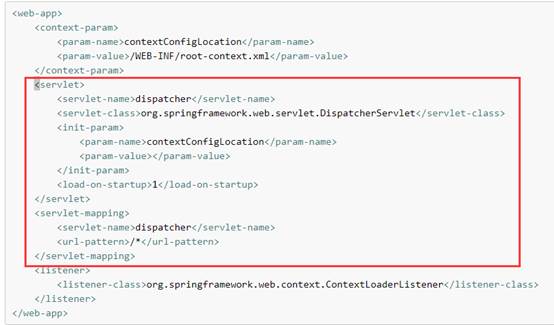 <web-app>
<context-param>
<param-name>contextConfigLocation</param-name>
<param-value>/WEB-INF/root-context.xml</param-value>
</context-param>
<servlet>
<servlet-name>dispatcher</servlet-name>
<servlet-class>org.springframework.web.servlet.DispatcherServlet</servlet-class>
<init-param>
<param-name>contextConfigLocation</param-name>
<param-value></param-value>
</init-param>
<load-on-startup>1</load-on-startup>
</servlet>
<servlet-mapping>
<servlet-name>dispatcher</servlet-name>
<url-pattern>/*</url-pattern>
</servlet-mapping>
<listener>
<listener-class>org.springframework.web.context.ContextLoaderListener</listener-class>
</listener>
</web-app>